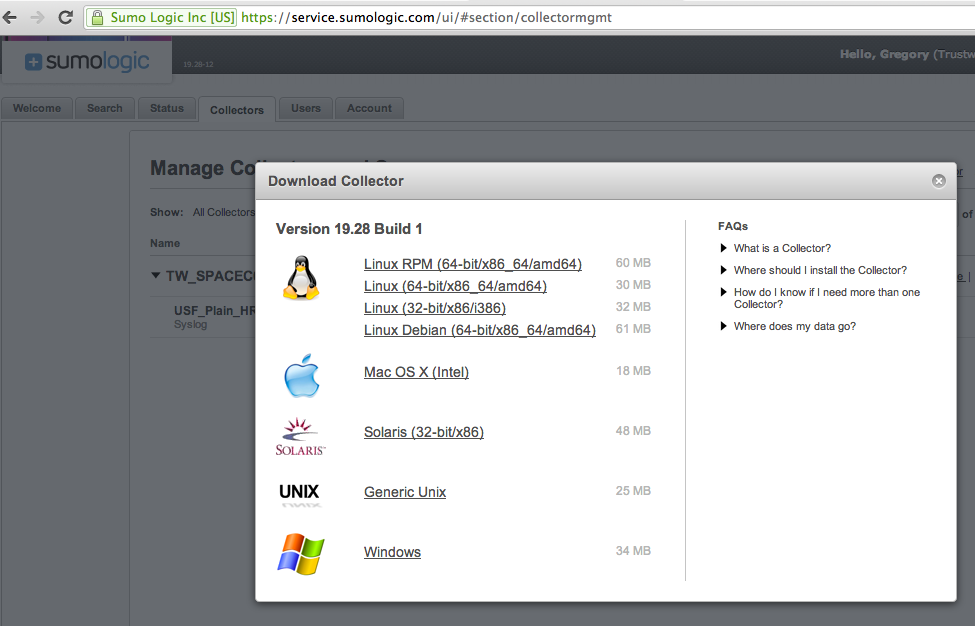 Sumo Logic Inc [US] https://service.sumologic.com/ui/#section/collectormgmt
sumologic
19.28-12
Hello, Gregory (Trustw
Welcome
Search
Status
Collectors
Users
Account
Manage Co
Show: All Collectors
of
Name
TW_SPACEC
USF_Plain_HR
Syslog
Download Collector
Version 19.28 Build 1
Linux RPM (64-bit/x86_64/amd64) 60 MB
Linux (64-bit/x86_64/amd64) 30 MB
Linux (32-bit/x86/i386) 32 MB
Linux Debian (64-bit/x86_64/amd64) 61 MB
Mac OS X (Intel) 18 MB
SOLARIS
Solaris (32-bit/x86) 48 MB
UNIX
Generic Unix 25 MB
Windows 34 MB
FAQs
What is a Collector?
Where should I install the Collector?
How do I know if I need more than one
Collector?
Where does my data go?